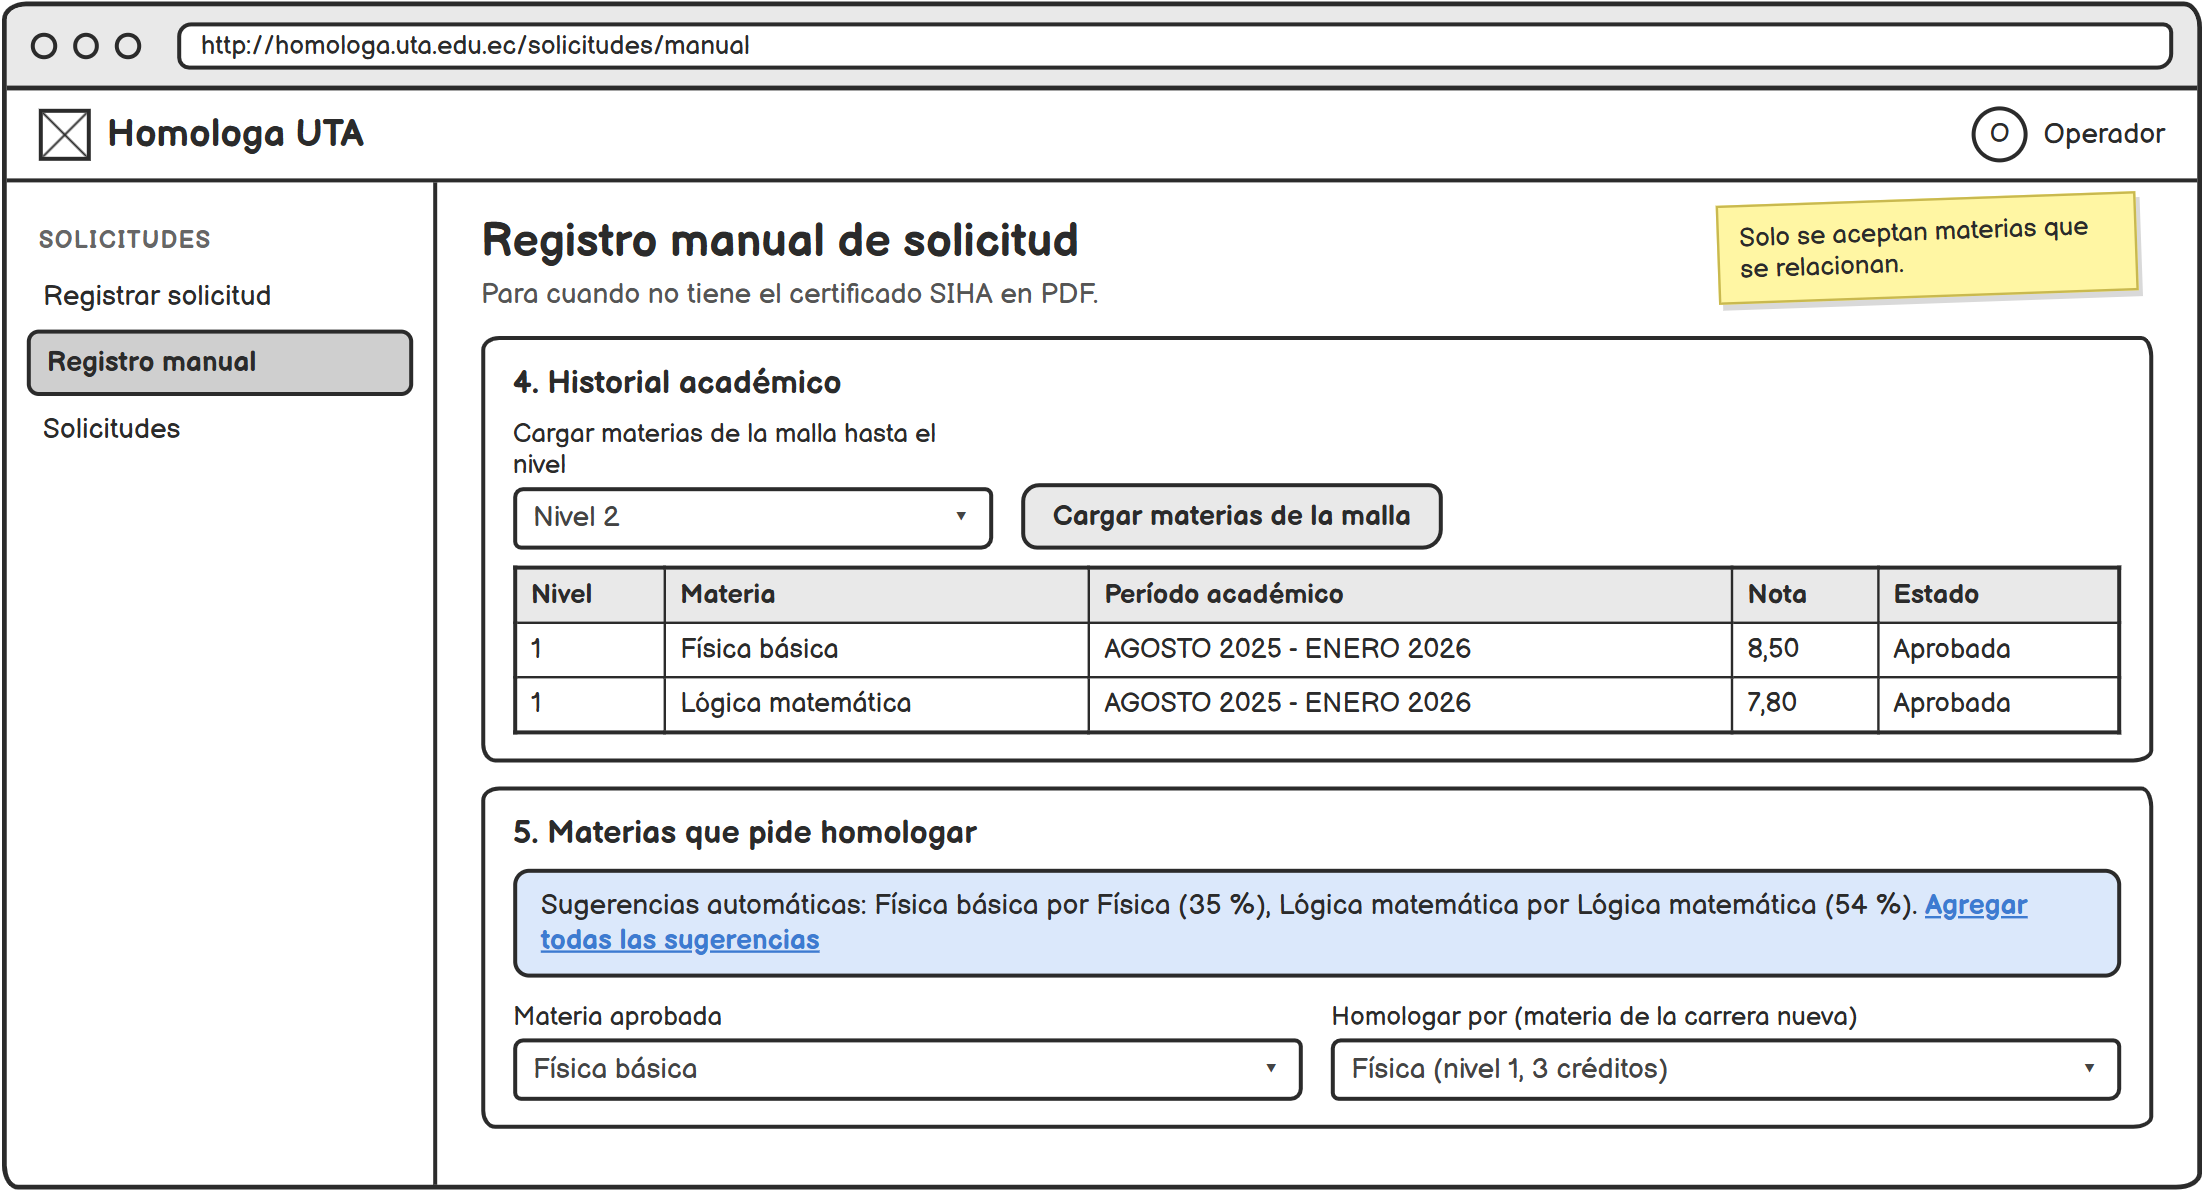 http://homologa.uta.edu.ec/solicitudes/manual
Homologa UTA
O Operador
SOLICITUDES
Registrar solicitud
Registro manual
Solicitudes
Registro manual de solicitud
Para cuando no tiene el certificado SIHA en PDF.
Solo se aceptan materias que
se relacionan.
4. Historial académico
Cargar materias de la malla hasta el
nivel
Nivel 2
Cargar materias de la malla
Nivel Materia Período académico Nota Estado
1 Física básica AGOSTO 2025 - ENERO 2026 8,50 Aprobada
1 Lógica matemática AGOSTO 2025 - ENERO 2026 7,80 Aprobada
5. Materias que pide homologar
Sugerencias automáticas: Física básica por Física (35 %), Lógica matemática por Lógica matemática (54 %). Agregar
todas las sugerencias
Materia aprobada
Física básica
Homologar por (materia de la carrera nueva)
Física (nivel 1, 3 créditos)